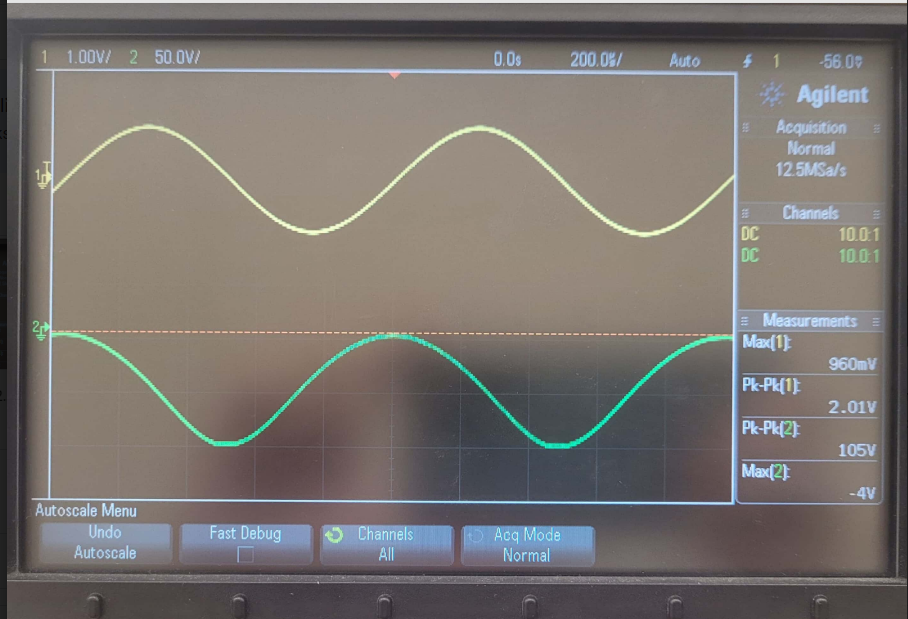 1 1.00V/ 2 50.0V/ 0.0s 200.0%/ Auto 1 -56.0%
Agilent
Acquisition
Normal
12.5MSa/s
Channels
DC 10.0:1
DC 10.0:1
1
2
Measurements
Max(1):
960mV
Pk-Pk(1):
2.01V
Pk-Pk(2):
105V
Max(2):
-4V
Autoscale Menu
Undo
Autoscale
Fast Debug
Channels
All
Acq Mode
Normal